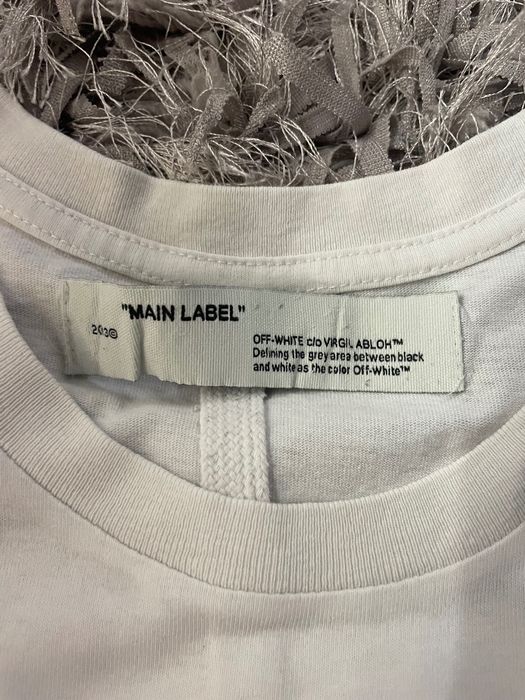 "MAIN LABEL"
2013©
OFF-WHITE c/o VIRGIL ABLOH™
Defining the grey area between black
and white as the color Off-White™